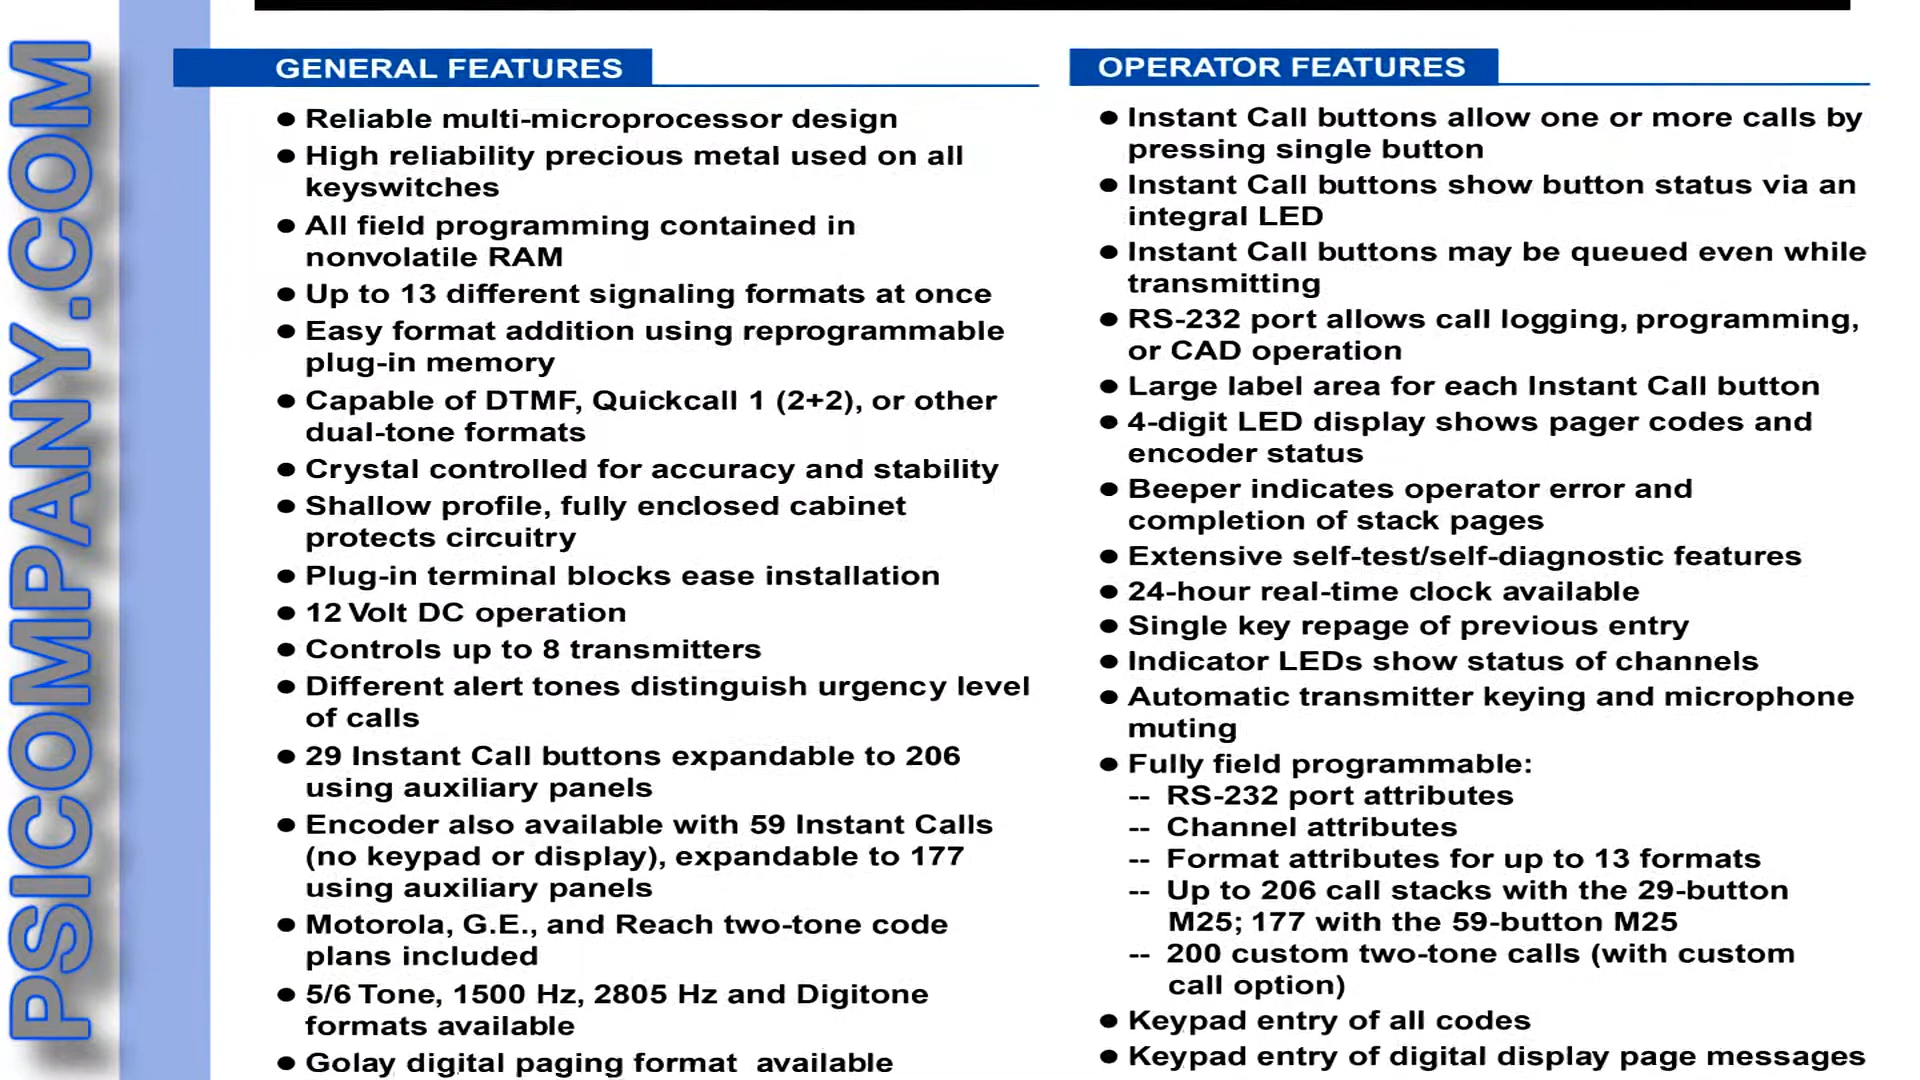 PSICOMPANY.COM
GENERAL FEATURES
● Reliable multi-microprocessor design
● High reliability precious metal used on all
keyswitches
● All field programming contained in
nonvolatile RAM
● Up to 13 different signaling formats at once
● Easy format addition using reprogrammable
plug-in memory
● Capable of DTMF, Quickcall 1 (2+2), or other
dual-tone formats
● Crystal controlled for accuracy and stability
● Shallow profile, fully enclosed cabinet
protects circuitry
● Plug-in terminal blocks ease installation
● 12 Volt DC operation
● Controls up to 8 transmitters
● Different alert tones distinguish urgency level
of calls
● 29 Instant Call buttons expandable to 206
using auxiliary panels
● Encoder also available with 59 Instant Calls
(no keypad or display), expandable to 177
using auxiliary panels
● Motorola, G.E., and Reach two-tone code
plans included
● 5/6 Tone, 1500 Hz, 2805 Hz and Digitone
formats available
● Golay digital paging format available
OPERATOR FEATURES
● Instant Call buttons allow one or more calls by
pressing single button
● Instant Call buttons show button status via an
integral LED
● Instant Call buttons may be queued even while
transmitting
● RS-232 port allows call logging, programming,
or CAD operation
● Large label area for each Instant Call button
● 4-digit LED display shows pager codes and
encoder status
● Beeper indicates operator error and
completion of stack pages
● Extensive self-test/self-diagnostic features
● 24-hour real-time clock available
● Single key repage of previous entry
● Indicator LEDs show status of channels
● Automatic transmitter keying and microphone
muting
● Fully field programmable:
-- RS-232 port attributes
-- Channel attributes
-- Format attributes for up to 13 formats
-- Up to 206 call stacks with the 29-button
M25; 177 with the 59-button M25
-- 200 custom two-tone calls (with custom
call option)
● Keypad entry of all codes
● Keypad entry of digital display page messages